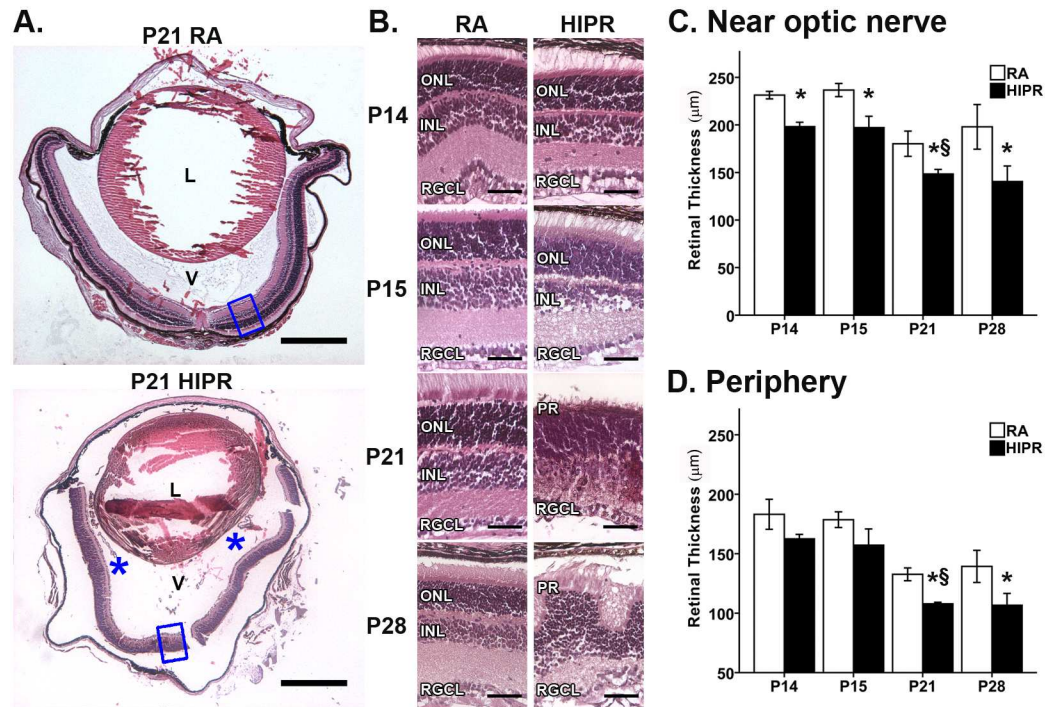 A.
P21 RA
L
V
P21 HIPR
*
*
L
V
B.
RA
HIPR
P14
ONL
INL
RGCL
ONL
INL
RGCL
P15
ONL
INL
RGCL
ONL
INL
RGCL
P21
ONL
INL
RGCL
PR
RGCL
P28
ONL
INL
RGCL
PR
RGCL
C. Near optic nerve
Retinal Thickness (µm)
250
200
150
100
50
0
RA
HIPR
*
*
*§
*
P14 P15 P21 P28
D. Periphery
Retinal Thickness (µm)
250
200
150
100
50
RA
HIPR
*§
*
P14 P15 P21 P28